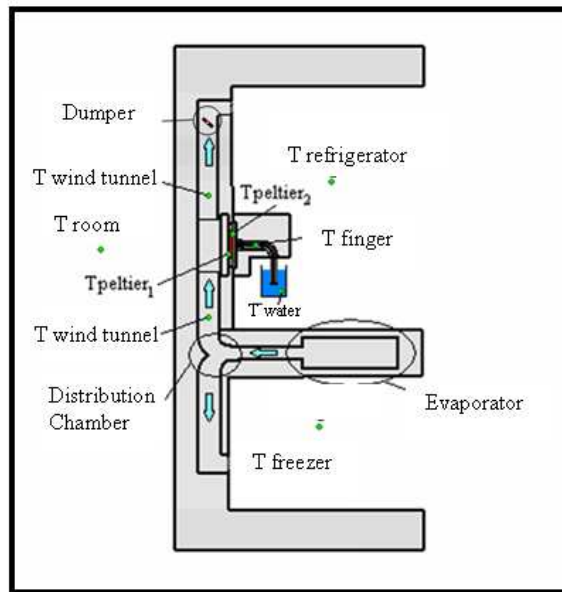 Dumper
T refrigerator
T wind tunnel
Tpeltier2
T room
T finger
Tpeltier1
T water
T wind tunnel
Distribution
Chamber
Evaporator
T freezer